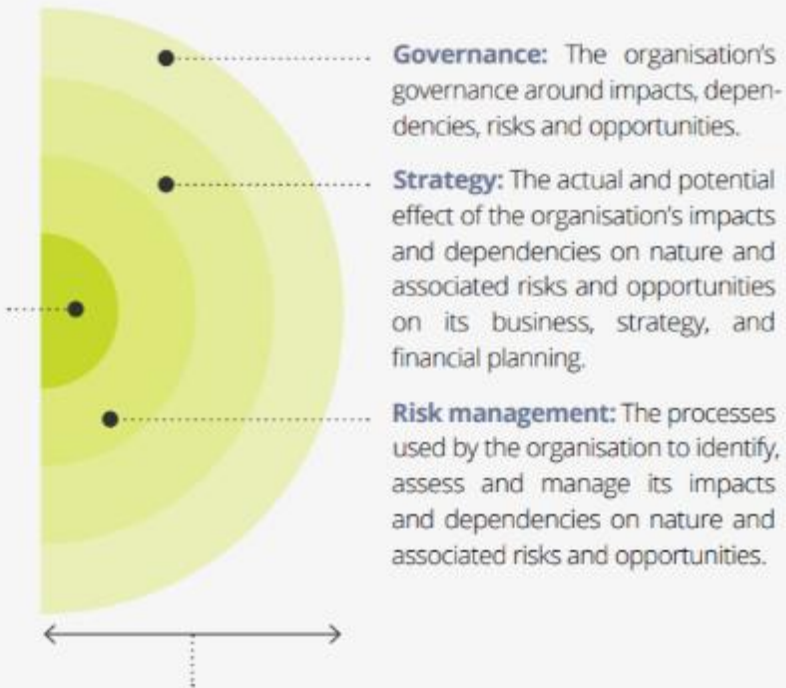 Governance: The organisation's
governance around impacts, depen-
dencies, risks and opportunities.
Strategy: The actual and potential
effect of the organisation's impacts
and dependencies on nature and
associated risks and opportunities
on its business, strategy, and
financial planning.
Risk management: The processes
used by the organisation to identify,
assess and manage its impacts
and dependencies on nature and
associated risks and opportunities.